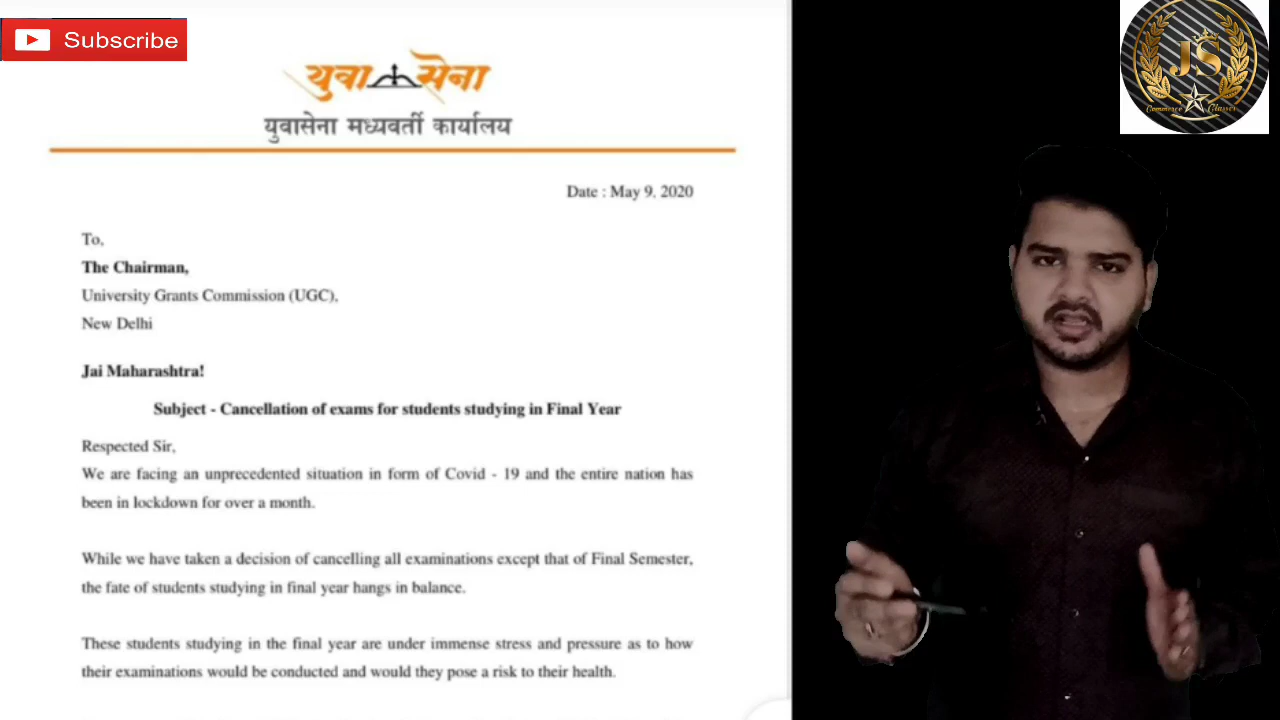 Subscribe
युवा सेना
युवासेना मध्यवर्ती कार्यालय
Date : May 9, 2020
To,
The Chairman,
University Grants Commission (UGC),
New Delhi
Jai Maharashtra!
Subject - Cancellation of exams for students studying in Final Year
Respected Sir,
We are facing an unprecedented situation in form of Covid - 19 and the entire nation has
been in lockdown for over a month.
While we have taken a decision of cancelling all examinations except that of Final Semester,
the fate of students studying in final year hangs in balance.
These students studying in the final year are under immense stress and pressure as to how
their examinations would be conducted and would they pose a risk to their health.
JS
Commerce Classes